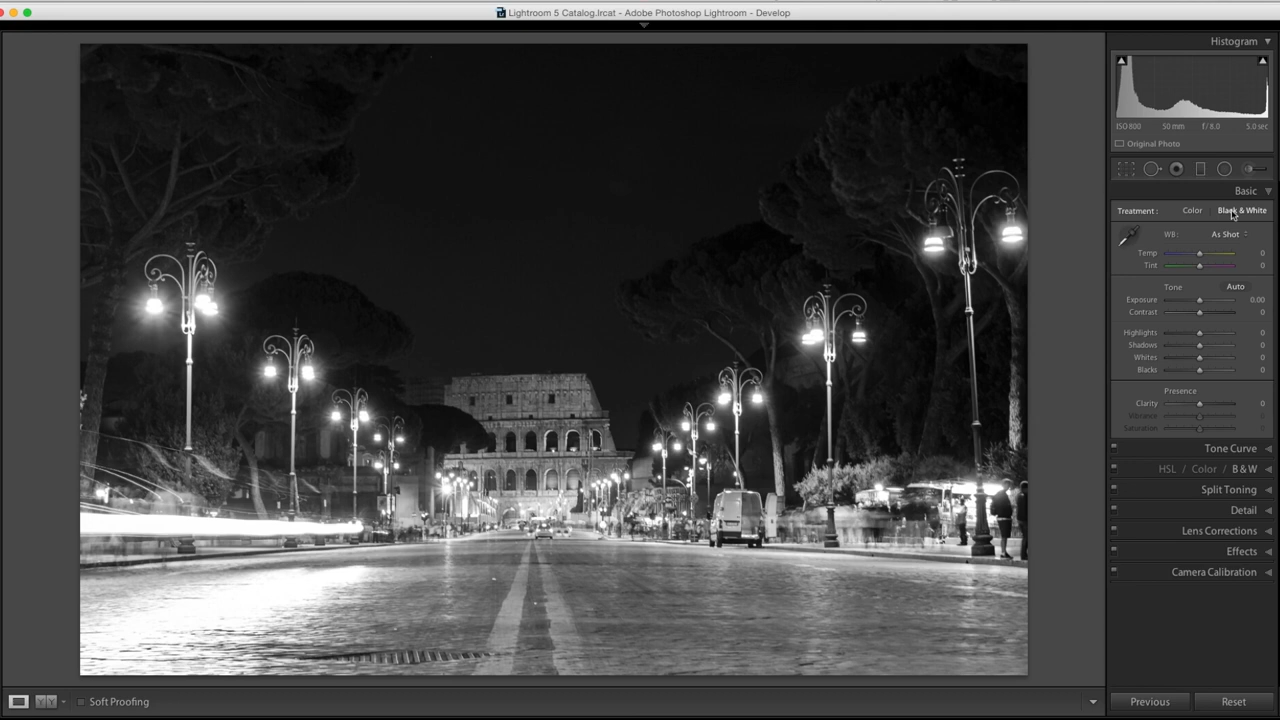 Lightroom 5 Catalog.lrcat - Adobe Photoshop Lightroom - Develop
Histogram
ISO 800 50 mm f / 8.0 5.0 sec
Original Photo
Basic
Treatment : Color Black & White
WB : As Shot
Temp 0
Tint 0
Tone Auto
Exposure 0.00
Contrast 0
Highlights 0
Shadows 0
Whites 0
Blacks 0
Presence
Clarity 0
Vibrance
Saturation 0
Tone Curve
HSL / Color / B & W
Split Toning
Detail
Lens Corrections
Effects
Camera Calibration
Soft Proofing
Previous Reset